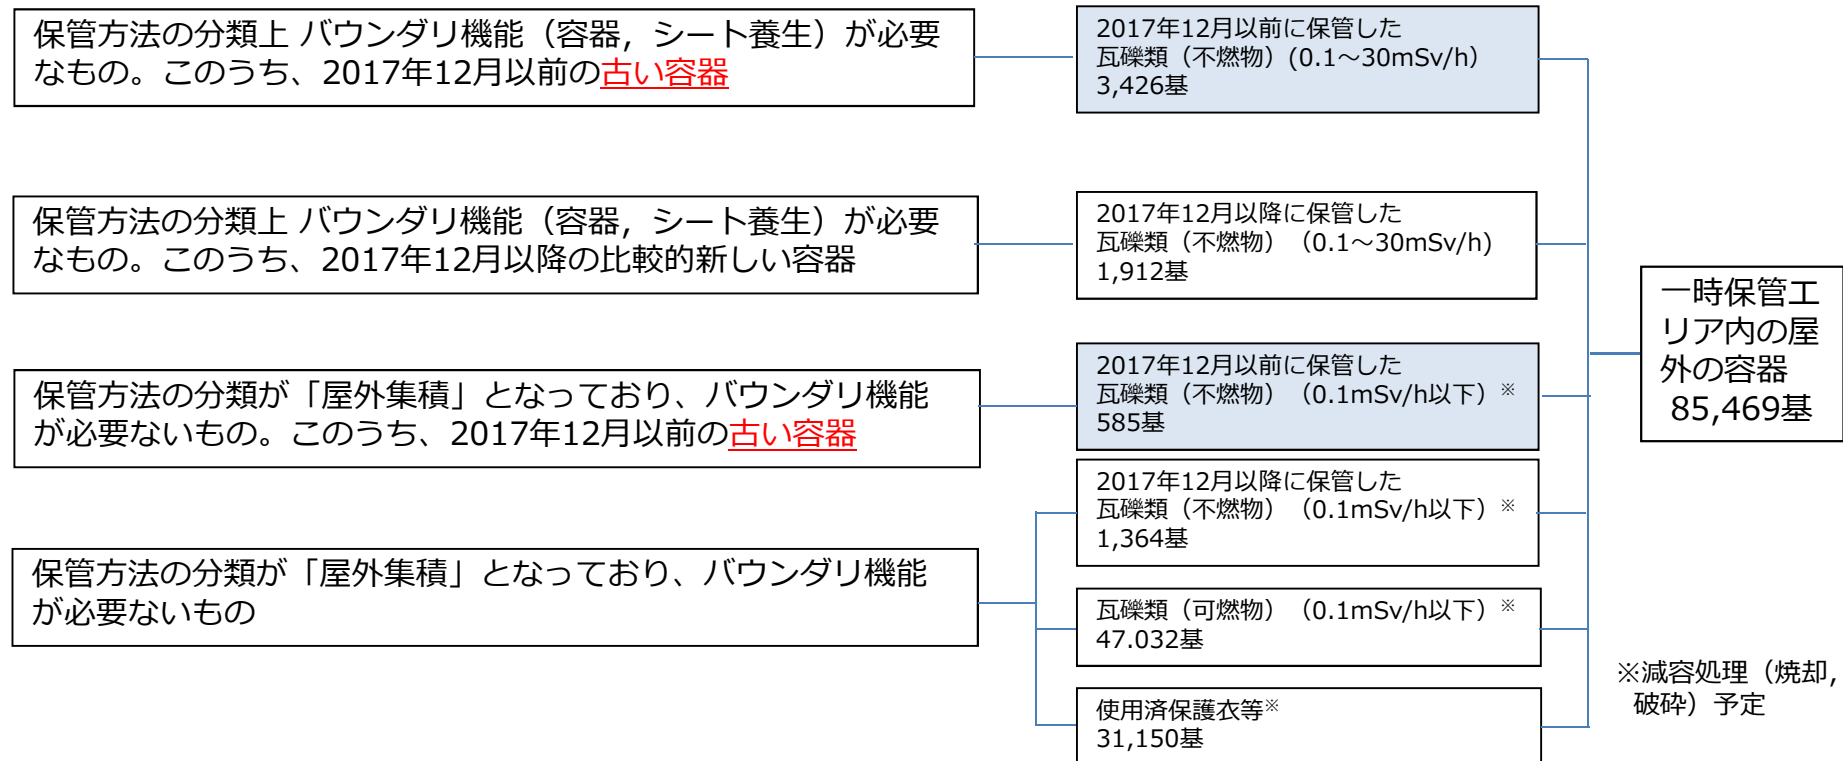 保管方法の分類上 バウンダリ機能（容器，シート養生）が必要
なもの。このうち、2017年12月以前の古い容器
2017年12月以前に保管した
瓦礫類（不燃物）(0.1～30mSv/h）
3,426基
保管方法の分類上 バウンダリ機能（容器，シート養生）が必要
なもの。このうち、2017年12月以降の比較的新しい容器
2017年12月以降に保管した
瓦礫類（不燃物）（0.1～30mSv/h)
1,912基
保管方法の分類が「屋外集積」となっており、バウンダリ機能
が必要ないもの。このうち、2017年12月以前の古い容器
2017年12月以前に保管した
瓦礫類（不燃物）（0.1mSv/h以下）※
585基
保管方法の分類が「屋外集積」となっており、バウンダリ機能
が必要ないもの
2017年12月以降に保管した
瓦礫類（不燃物）（0.1mSv/h以下）※
1,364基
瓦礫類（可燃物）（0.1mSv/h以下）※
47.032基
使用済保護衣等※
31,150基
一時保管エ
リア内の屋
外の容器
85,469基
※減容処理（焼却，
破砕）予定